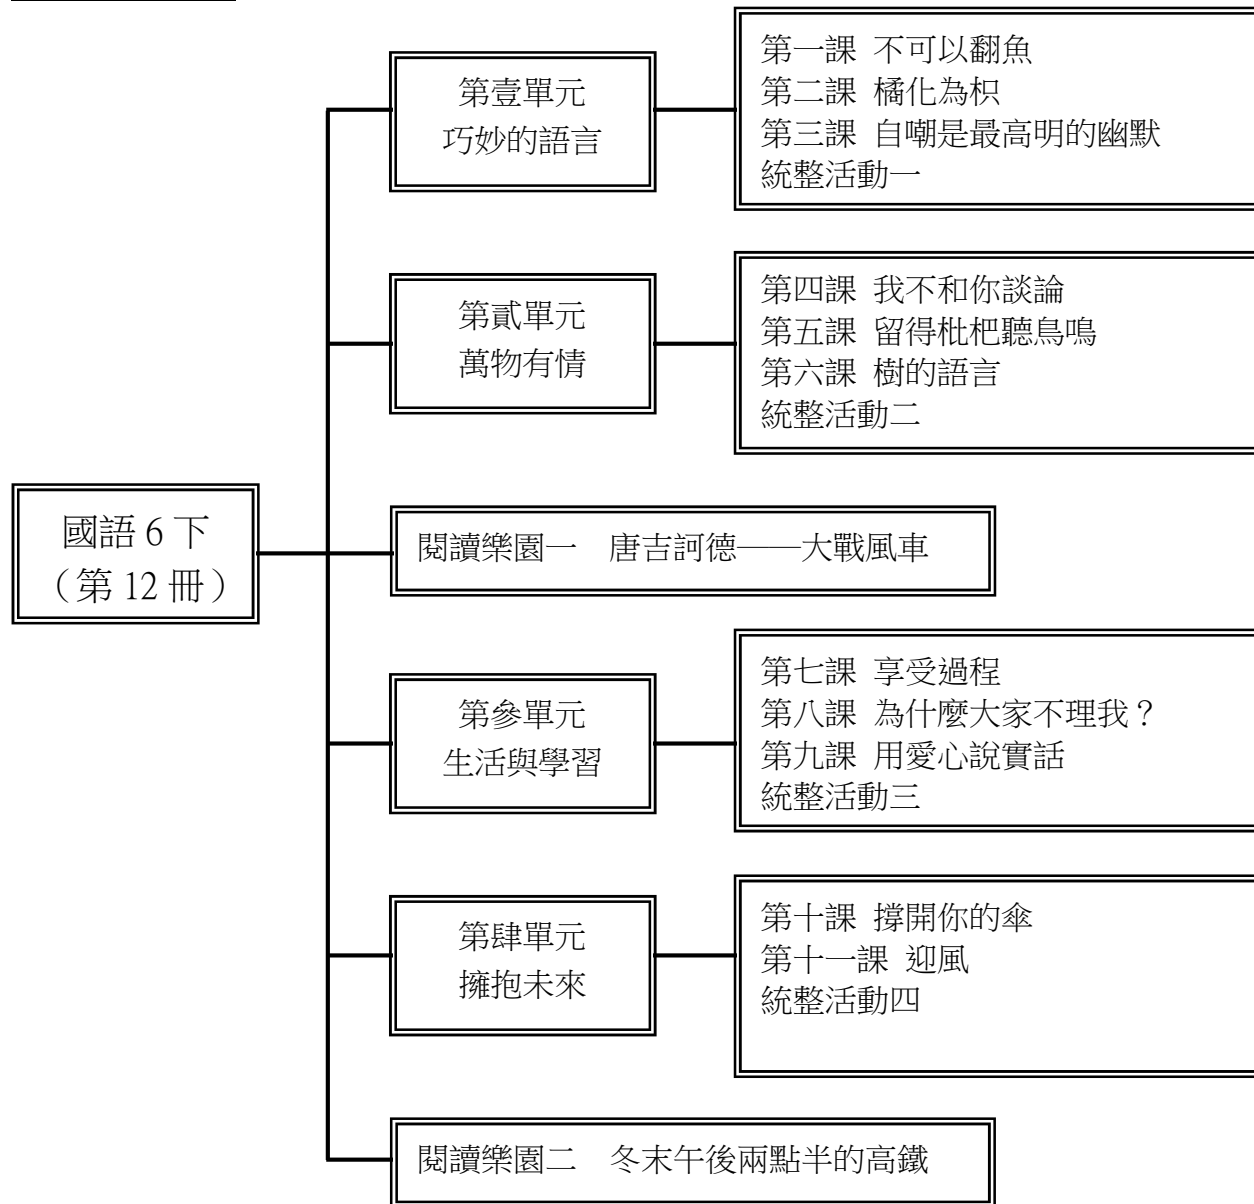 國語 6 下
（第 12 冊）
第壹單元
巧妙的語言
第一課 不可以翻魚
第二課 橘化為枳
第三課 自嘲是最高明的幽默
統整活動一
第貳單元
萬物有情
第四課 我不和你談論
第五課 留得枇杷聽鳥鳴
第六課 樹的語言
統整活動二
閱讀樂園一 唐吉訶德——大戰風車
第參單元
生活與學習
第七課 享受過程
第八課 為什麼大家不理我？
第九課 用愛心說實話
統整活動三
第肆單元
擁抱未來
第十課 撐開你的傘
第十一課 迎風
統整活動四
閱讀樂園二 冬末午後兩點半的高鐵